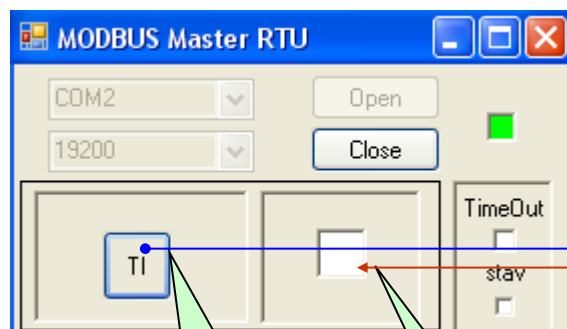 MODBUS Master RTU
COM2
Open
19200
Close
TimeOut
TI
stav